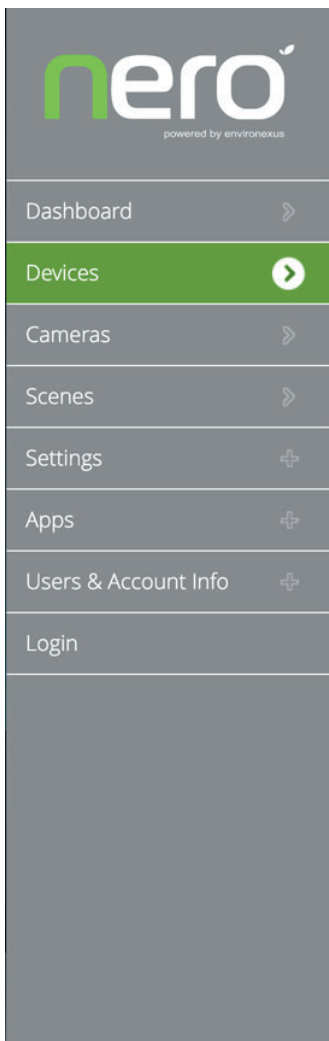 nero
powered by environexus
Dashboard
Devices
Cameras
Scenes
Settings
Apps
Users & Account Info
Login